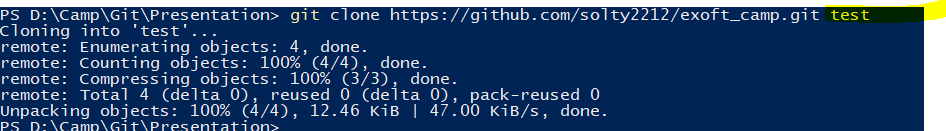 PS D:\Camp\Git\Presentation> git clone https://github.com/solty2212/exoft_camp.git test
Cloning into 'test'...
remote: Enumerating objects: 4, done.
remote: Counting objects: 100% (4/4), done.
remote: Compressing objects: 100% (3/3), done.
remote: Total 4 (delta 0), reused 0 (delta 0), pack-reused 0
Unpacking objects: 100% (4/4), 12.46 KiB | 47.00 KiB/s, done.
PS D:\Camp\Git\Presentation>